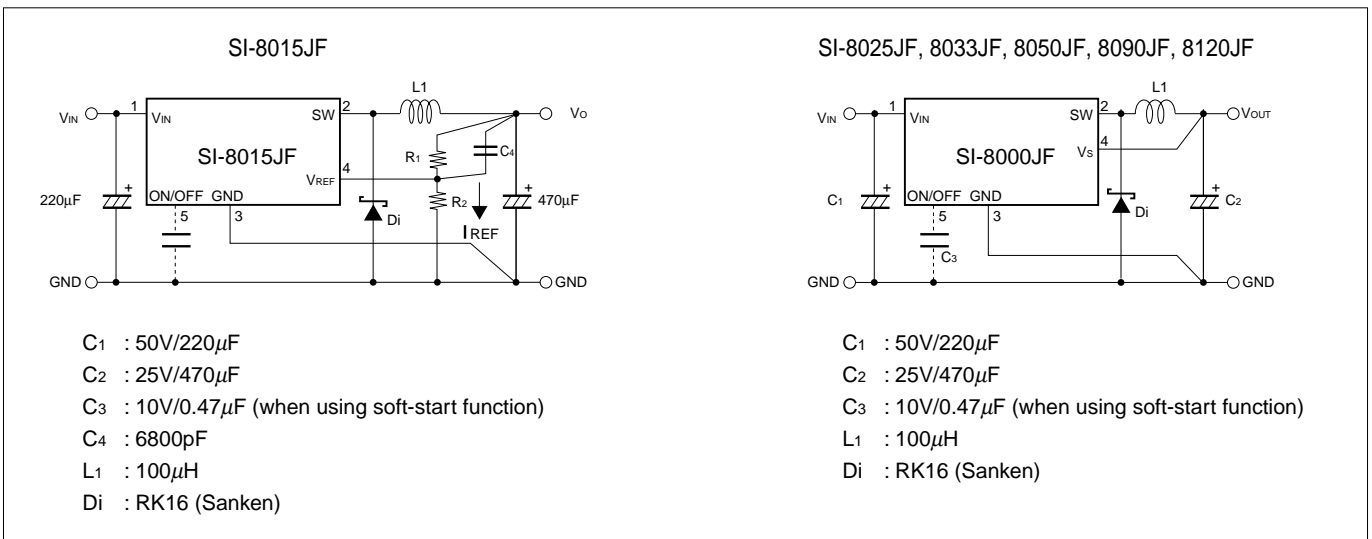 SI-8015JF
VIN
1
VIN
SW
2
L1
VO
SI-8015JF
VREF
4
R1
C4
R2
IREF
220µF
+
ON/OFF
GND
5
3
Di
+
470µF
GND
GND
C1 : 50V/220µF
C2 : 25V/470µF
C3 : 10V/0.47µF (when using soft-start function)
C4 : 6800pF
L1 : 100µH
Di : RK16 (Sanken)
SI-8025JF, 8033JF, 8050JF, 8090JF, 8120JF
VIN
1
VIN
SW
2
L1
VOUT
SI-8000JF
VS
4
C1
+
ON/OFF
GND
5
3
C3
Di
+
C2
GND
GND
C1 : 50V/220µF
C2 : 25V/470µF
C3 : 10V/0.47µF (when using soft-start function)
L1 : 100µH
Di : RK16 (Sanken)